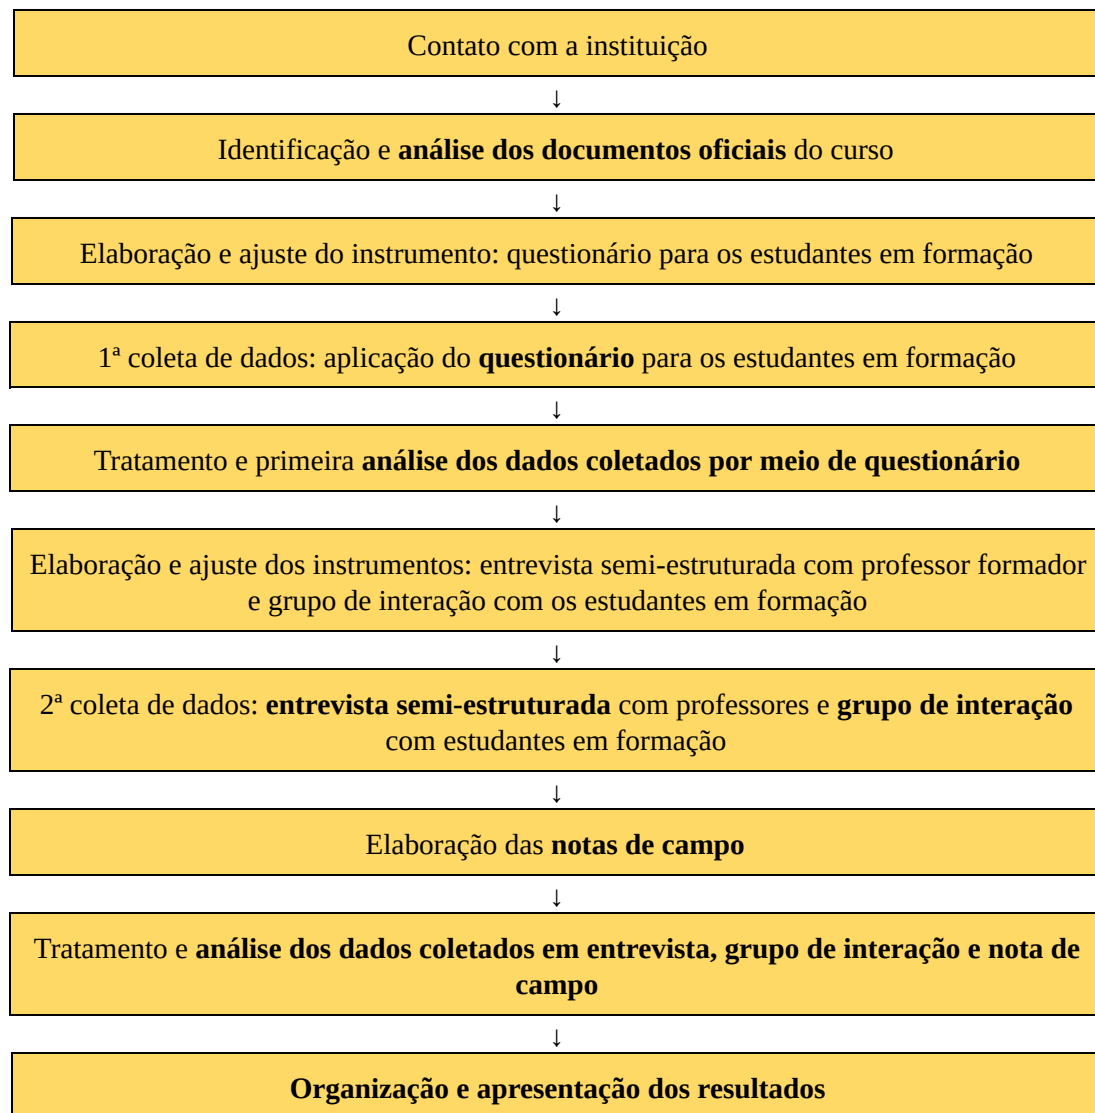 Contato com a instituição
↓
Identificação e análise dos documentos oficiais do curso
↓
Elaboração e ajuste do instrumento: questionário para os estudantes em formação
↓
1ª coleta de dados: aplicação do questionário para os estudantes em formação
↓
Tratamento e primeira análise dos dados coletados por meio de questionário
↓
Elaboração e ajuste dos instrumentos: entrevista semi-estruturada com professor formador
e grupo de interação com os estudantes em formação
↓
2ª coleta de dados: entrevista semi-estruturada com professores e grupo de interação
com estudantes em formação
↓
Elaboração das notas de campo
↓
Tratamento e análise dos dados coletados em entrevista, grupo de interação e nota de
campo
↓
Organização e apresentação dos resultados